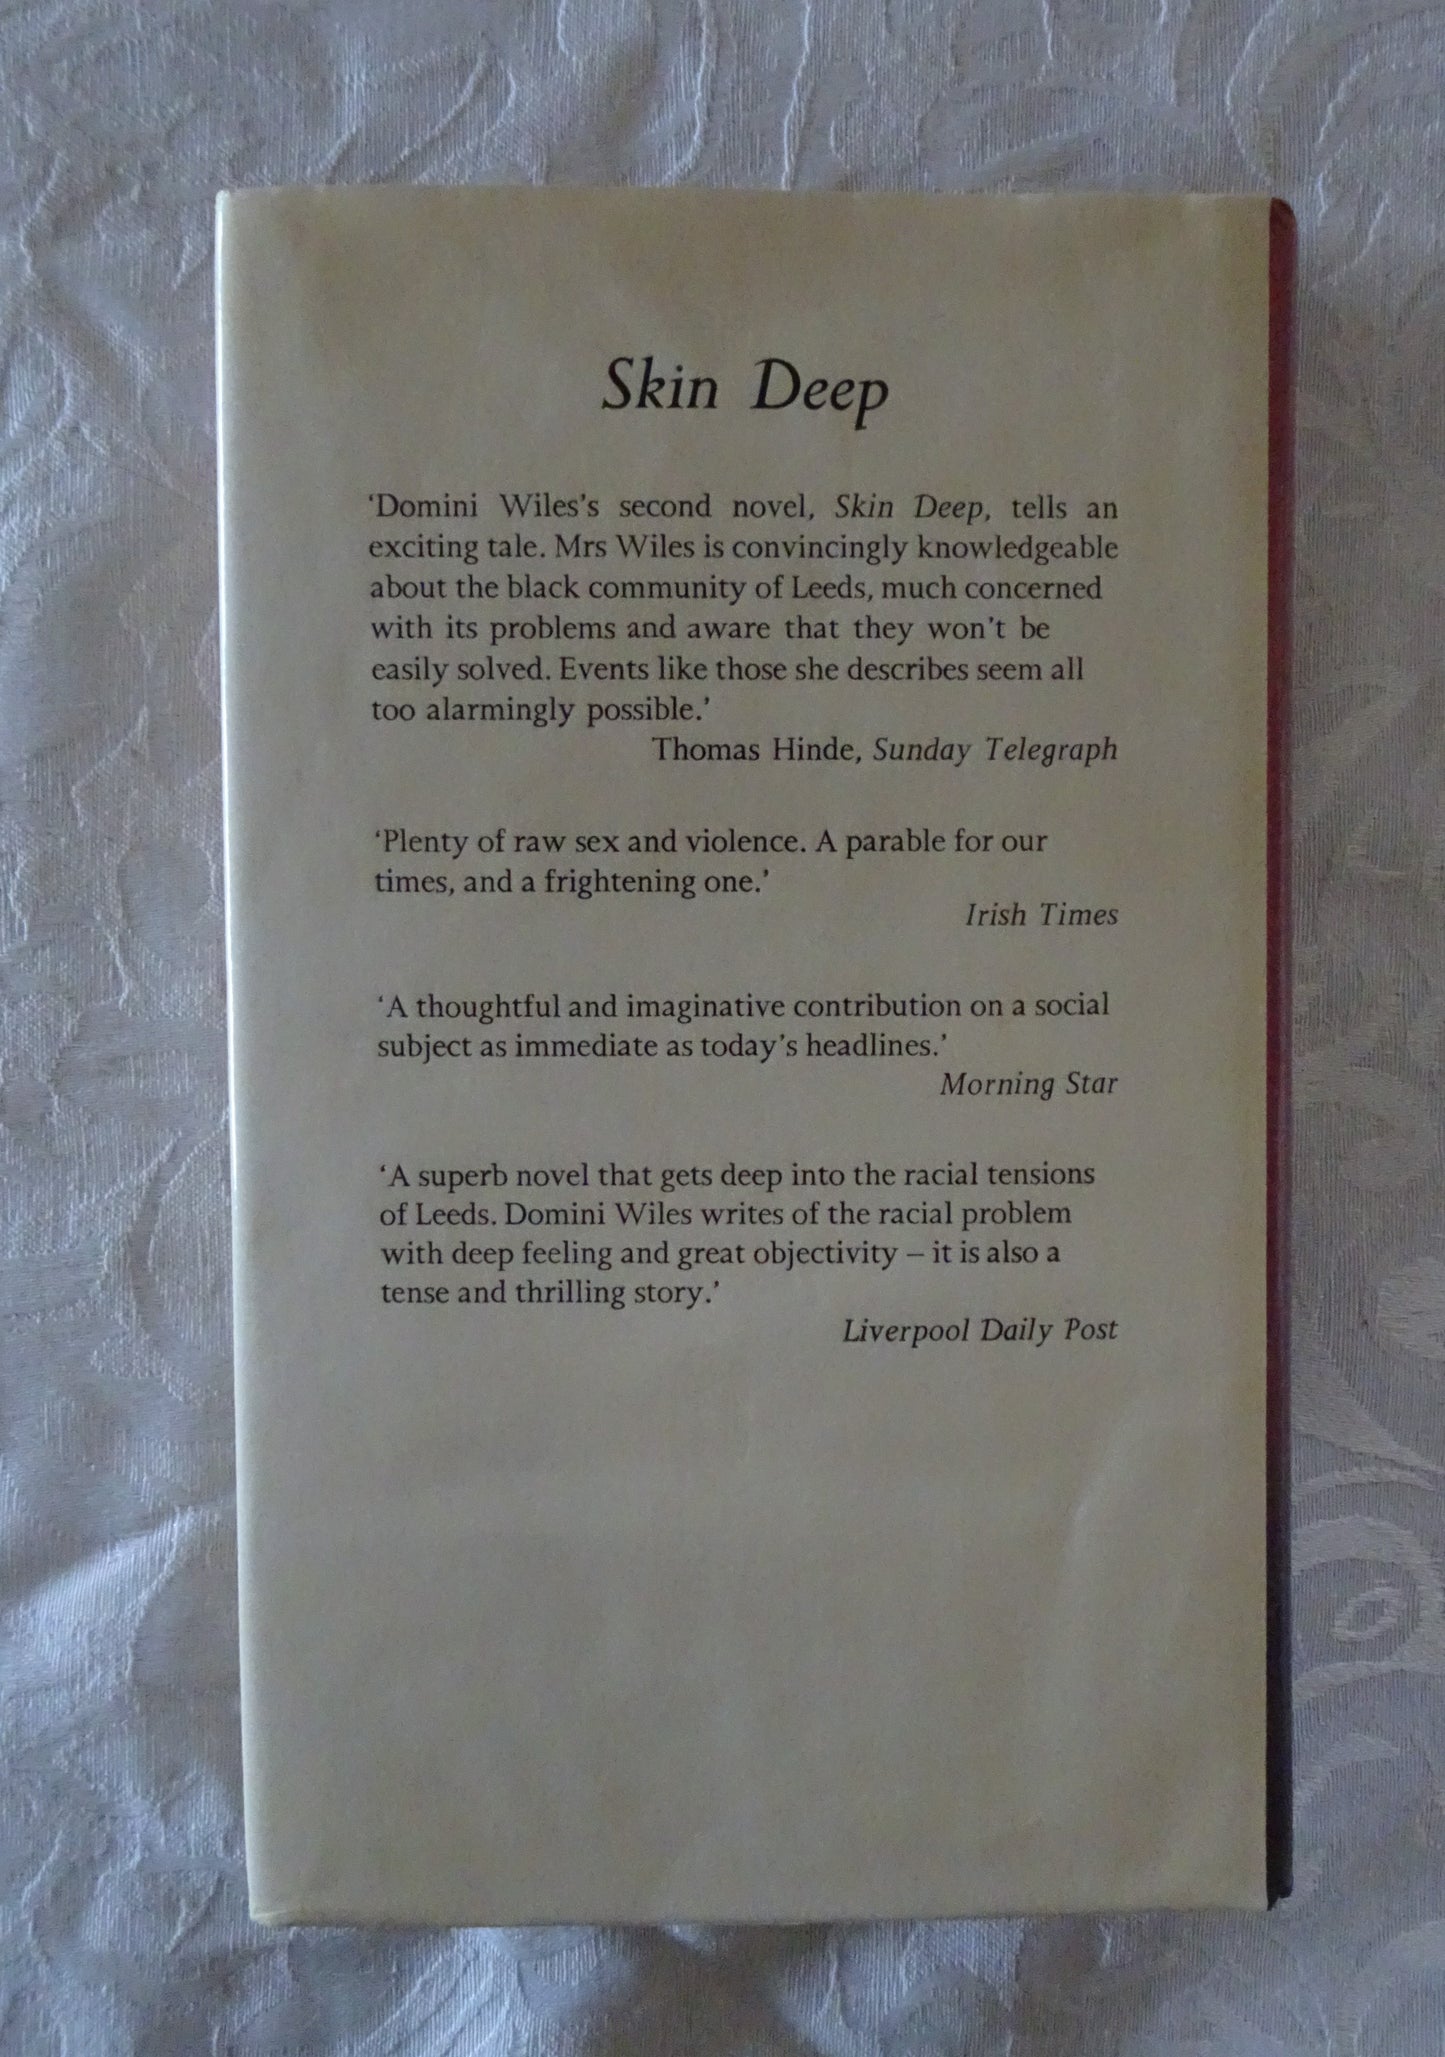 Skin Deep
‘Domini Wiles’s second novel, Skin Deep, tells an
exciting tale. Mrs Wiles is convincingly knowledgeable
about the black community of Leeds, much concerned
with its problems and aware that they won’t be
easily solved. Events like those she describes seem all
too alarmingly possible.’
Thomas Hinde, Sunday Telegraph
‘Plenty of raw sex and violence. A parable for our
times, and a frightening one.’
Irish Times
‘A thoughtful and imaginative contribution on a social
subject as immediate as today’s headlines.’
Morning Star
‘A superb novel that gets deep into the racial tensions
of Leeds. Domini Wiles writes of the racial problem
with deep feeling and great objectivity – it is also a
tense and thrilling story.’
Liverpool Daily Post